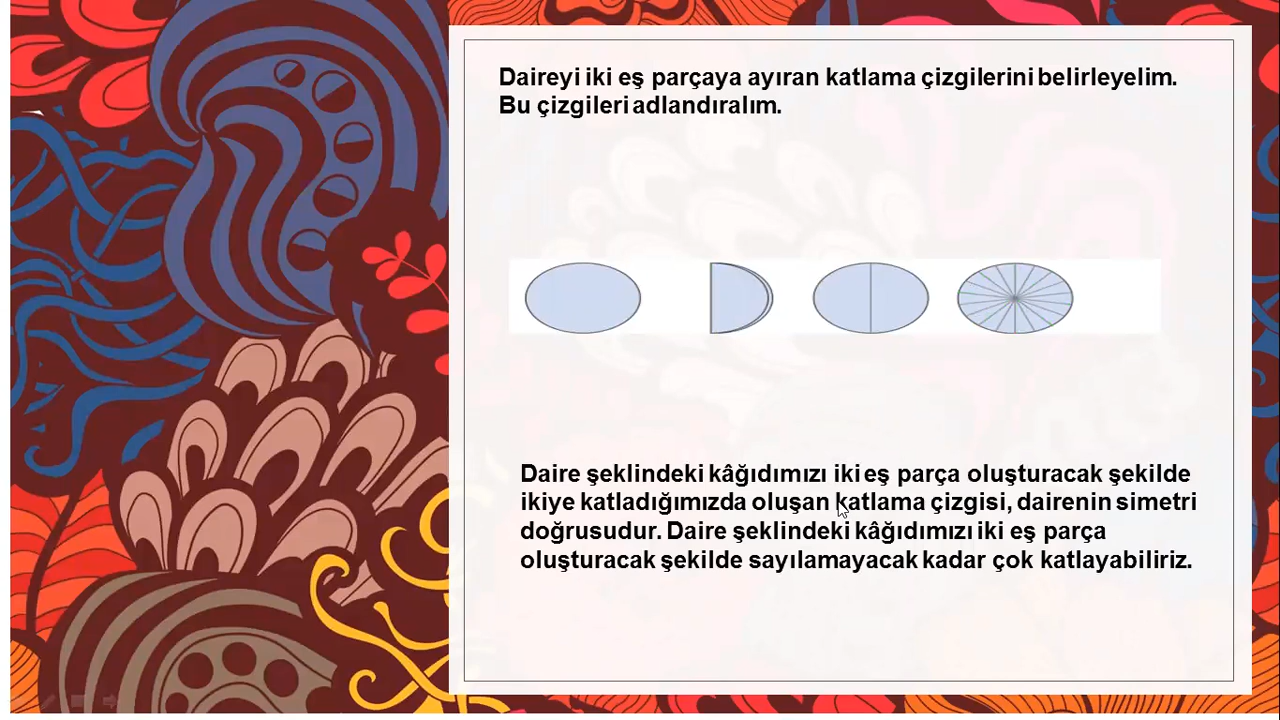 Daireyi iki eş parçaya ayıran katlama çizgilerini belirleyelim.
Bu çizgileri adlandıralım.
Daire şeklindeki kâğıdımızı iki eş parça oluşturacak şekilde
ikiye katladığımızda oluşan katlama çizgisi, dairenin simetri
doğrusudur. Daire şeklindeki kâğıdımızı iki eş parça
oluşturacak şekilde sayılamayacak kadar çok katlayabiliriz.